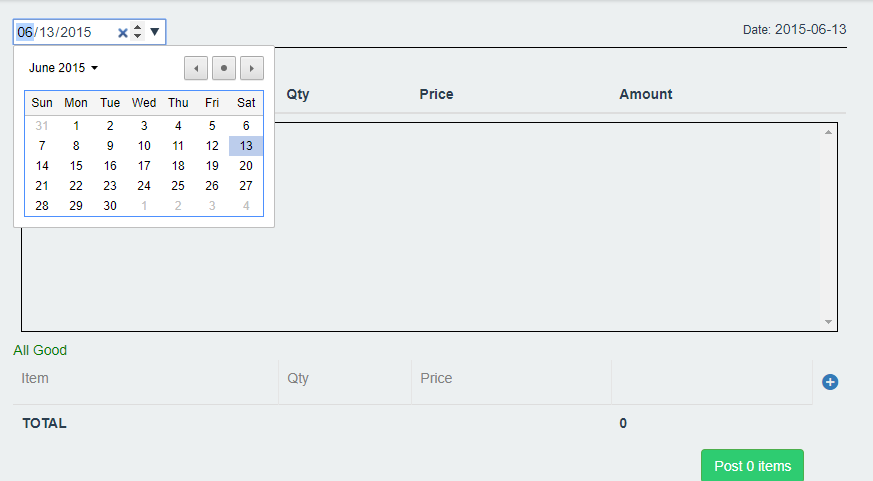 06/13/2015
Date: 2015-06-13
June 2015
Qty Price Amount
Sun Mon Tue Wed Thu Fri Sat
31 1 2 3 4 5 6
7 8 9 10 11 12 13
14 15 16 17 18 19 20
21 22 23 24 25 26 27
28 29 30 1 2 3 4
All Good
Item Qty Price
TOTAL 0
Post 0 items